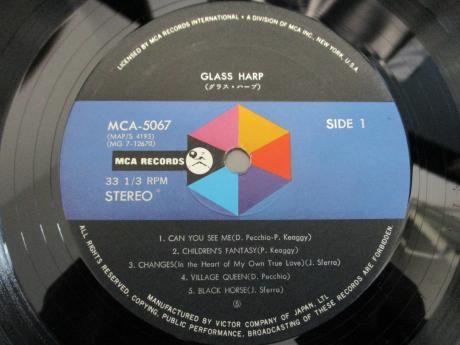 LICENSED BY MCA RECORDS INTERNATIONAL • A DIVISION OF MCA INC., NEW YORK, U.S.A.
GLASS HARP
(グラス・ハープ)
MCA-5067
(MAP/S 4195)
(MG 7-12670)
SIDE 1
MCA RECORDS
33 1/3 RPM
STEREO
1. CAN YOU SEE ME(D. Pecchio-P. Keaggy)
2. CHILDREN'S FANTASY(P. Keaggy)
3. CHANGES(In the Heart of My Own True Love)(J. Sferra)
4. VILLAGE QUEEN(D. Pecchio)
5. BLACK HORSE(J. Sferra)
Ⓢ
MANUFACTURED BY VICTOR COMPANY OF JAPAN, LTD.
ALL RIGHTS RESERVED, COPYING, PUBLIC PERFORMANCE, BROADCASTING OF THESE RECORDS ARE FORBIDDEN.